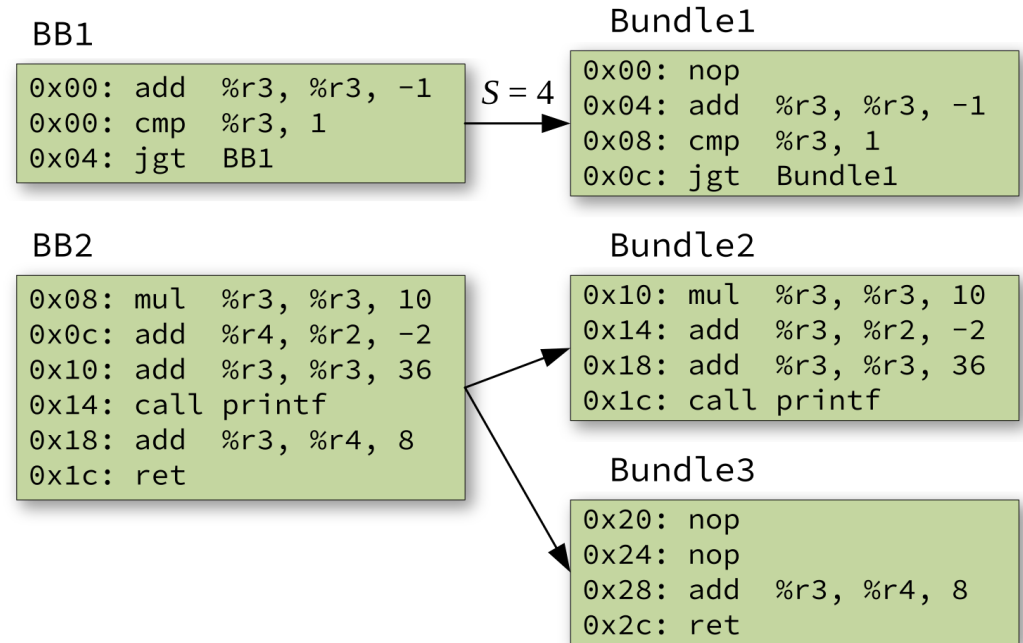 BB1
0x00: add %r3, %r3, -1
0x00: cmp %r3, 1
0x04: jgt BB1
S = 4
Bundle1
0x00: nop
0x04: add %r3, %r3, -1
0x08: cmp %r3, 1
0x0c: jgt Bundle1
BB2
0x08: mul %r3, %r3, 10
0x0c: add %r4, %r2, -2
0x10: add %r3, %r3, 36
0x14: call printf
0x18: add %r3, %r4, 8
0x1c: ret
Bundle2
0x10: mul %r3, %r3, 10
0x14: add %r3, %r2, -2
0x18: add %r3, %r3, 36
0x1c: call printf
Bundle3
0x20: nop
0x24: nop
0x28: add %r3, %r4, 8
0x2c: ret